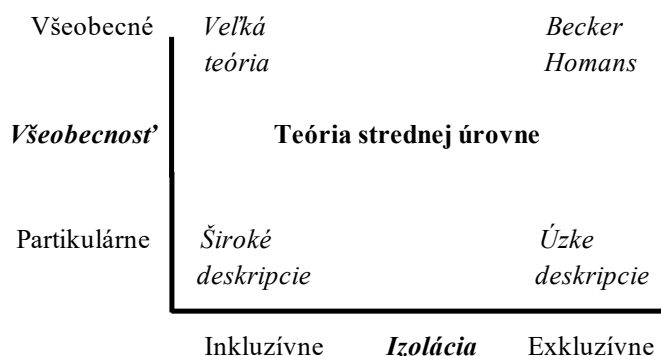 Všeobecné Veľká Becker
teória Homans
Všeobecnosť Teória strednej úrovne
Partikulárne Široké Úzke
deskripcie deskripcie
Inkluzívne Izolácia Exkluzívne